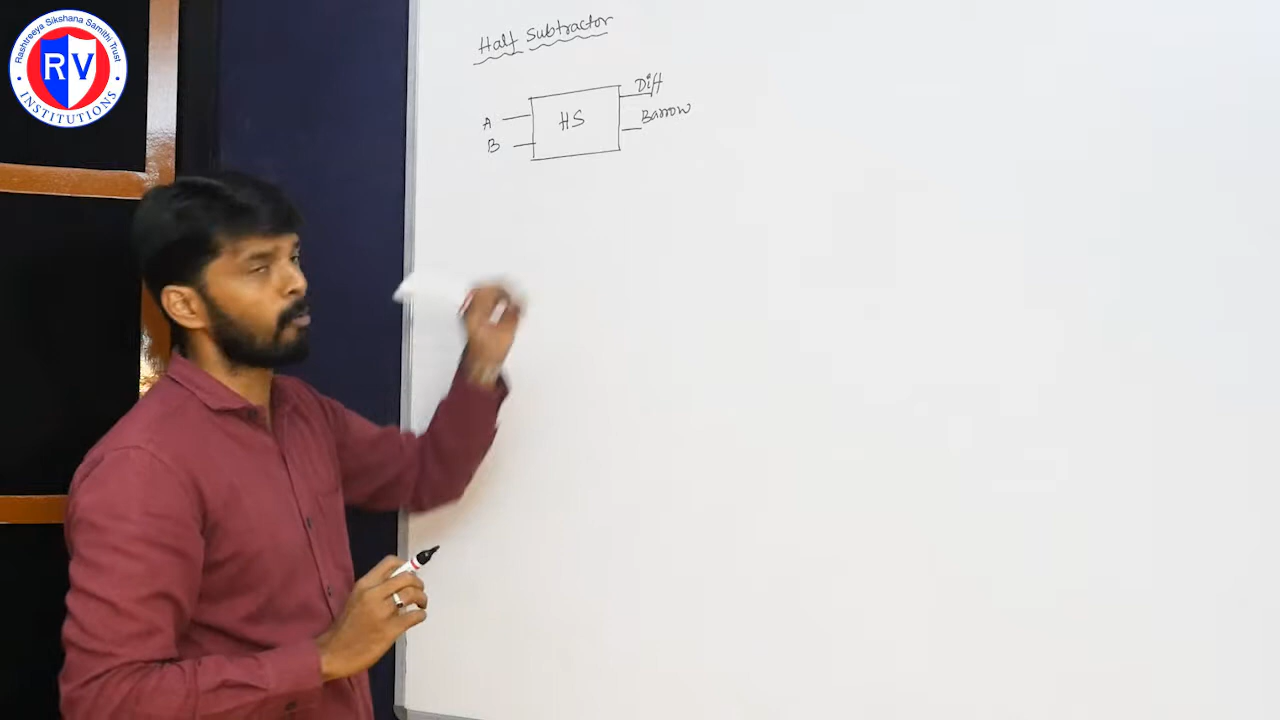 Rashtreeya Sikshana Samithi Trust
RV
INSTITUTIONS
Half Subtractor
Diff
A
HS
Barrow
B